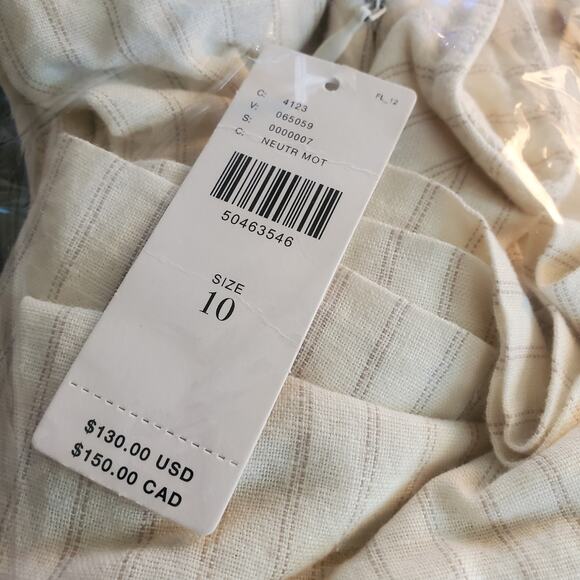 FL_12
C: 4123
V: 065059
S: 0000007
C: NEUTR MOT
50463546
SIZE
10
$130.00 USD
$150.00 CAD